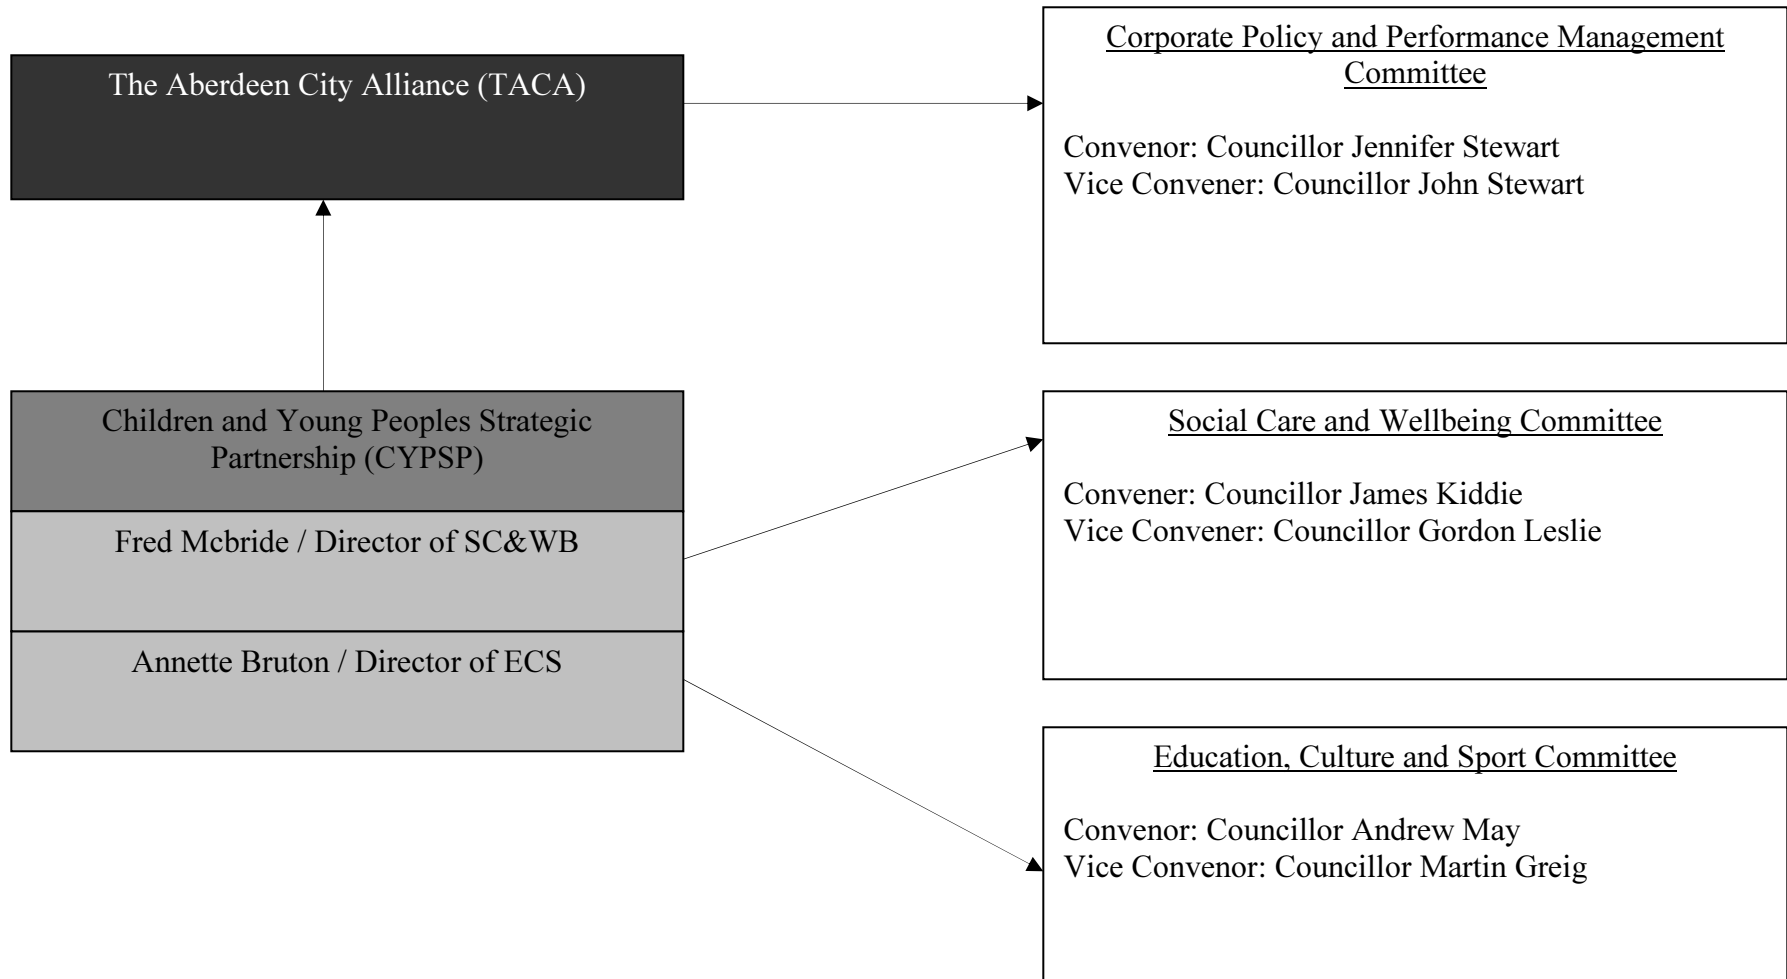 The Aberdeen City Alliance (TACA)
Corporate Policy and Performance Management
Committee
Convenor: Councillor Jennifer Stewart
Vice Convener: Councillor John Stewart
Children and Young Peoples Strategic
Partnership (CYPSP)
Fred Mcbride / Director of SC&WB
Annette Bruton / Director of ECS
Social Care and Wellbeing Committee
Convener: Councillor James Kiddie
Vice Convener: Councillor Gordon Leslie
Education, Culture and Sport Committee
Convenor: Councillor Andrew May
Vice Convenor: Councillor Martin Greig